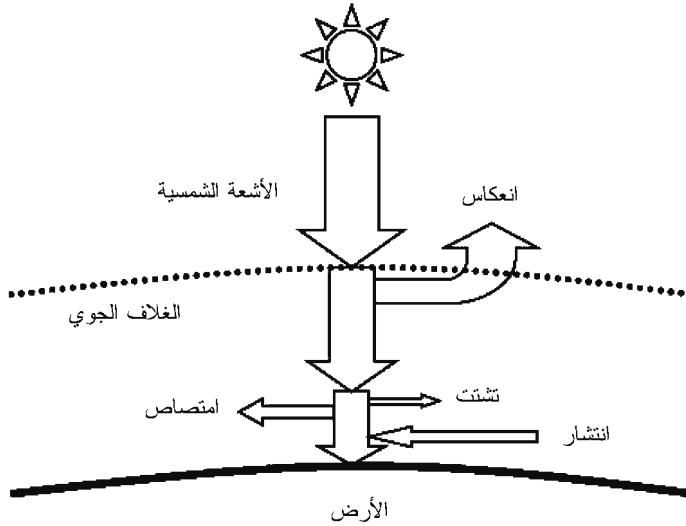 الأشعة الشمسية
انعكاس
الغلاف الجوي
تشتت
امتصاص
انتشار
الأرض